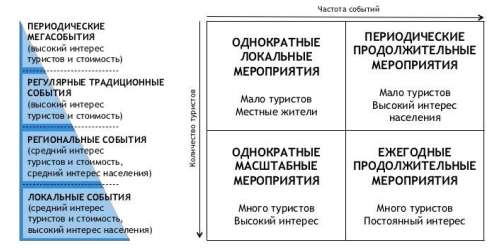 ПЕРИОДИЧЕСКИЕ
МЕГАСОБЫТИЯ
(высокий интерес
туристов и стоимость)
РЕГУЛЯРНЫЕ ТРАДИЦИОННЫЕ
СОБЫТИЯ
(высокий интерес
туристов и стоимость)
РЕГИОНАЛЬНЫЕ СОБЫТИЯ
(средний интерес
туристов и стоимость,
средний интерес населения)
ЛОКАЛЬНЫЕ СОБЫТИЯ
(средний интерес
туристов и стоимость,
высокий интерес населения)
Частота событий
Количество туристов
ОДНОКРАТНЫЕ
ЛОКАЛЬНЫЕ
МЕРОПРИЯТИЯ
Мало туристов
Местные жители
ПЕРИОДИЧЕСКИЕ
ПРОДОЛЖИТЕЛЬНЫЕ
МЕРОПРИЯТИЯ
Мало туристов
Высокий интерес
населения
ОДНОКРАТНЫЕ
МАСШТАБНЫЕ
МЕРОПРИЯТИЯ
Много туристов
Высокий интерес
ЕЖЕГОДНЫЕ
ПРОДОЛЖИТЕЛЬНЫЕ
МЕРОПРИЯТИЯ
Много туристов
Постоянный интерес